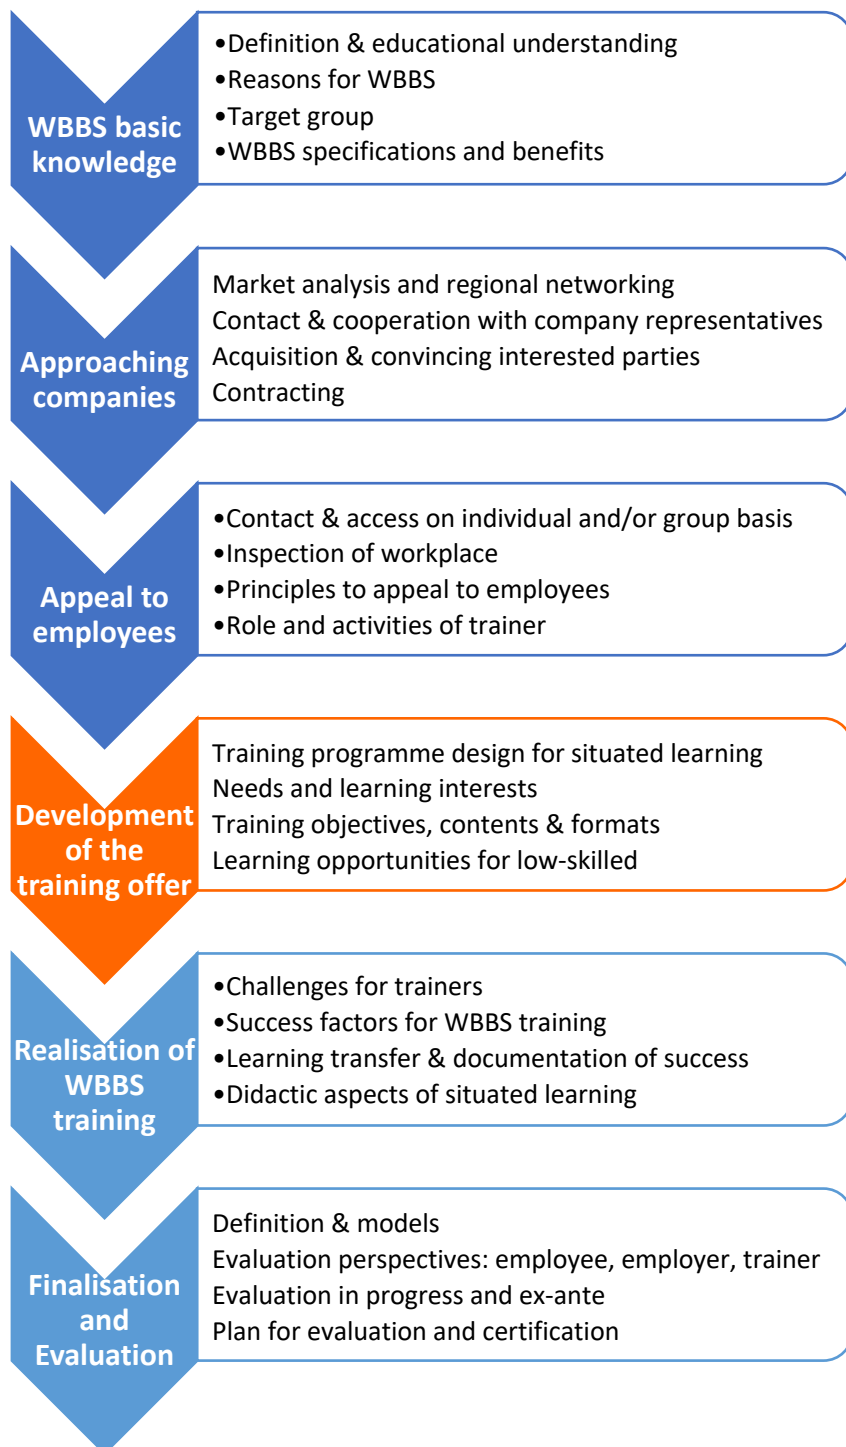 WBBS basic
knowledge
•Definition & educational understanding
•Reasons for WBBS
•Target group
•WBBS specifications and benefits
Approaching
companies
Market analysis and regional networking
Contact & cooperation with company representatives
Acquisition & convincing interested parties
Contracting
Appeal to
employees
•Contact & access on individual and/or group basis
•Inspection of workplace
•Principles to appeal to employees
•Role and activities of trainer
Development
of the
training offer
Training programme design for situated learning
Needs and learning interests
Training objectives, contents & formats
Learning opportunities for low-skilled
Realisation of
WBBS
training
•Challenges for trainers
•Success factors for WBBS training
•Learning transfer & documentation of success
•Didactic aspects of situated learning
Finalisation
and
Evaluation
Definition & models
Evaluation perspectives: employee, employer, trainer
Evaluation in progress and ex-ante
Plan for evaluation and certification